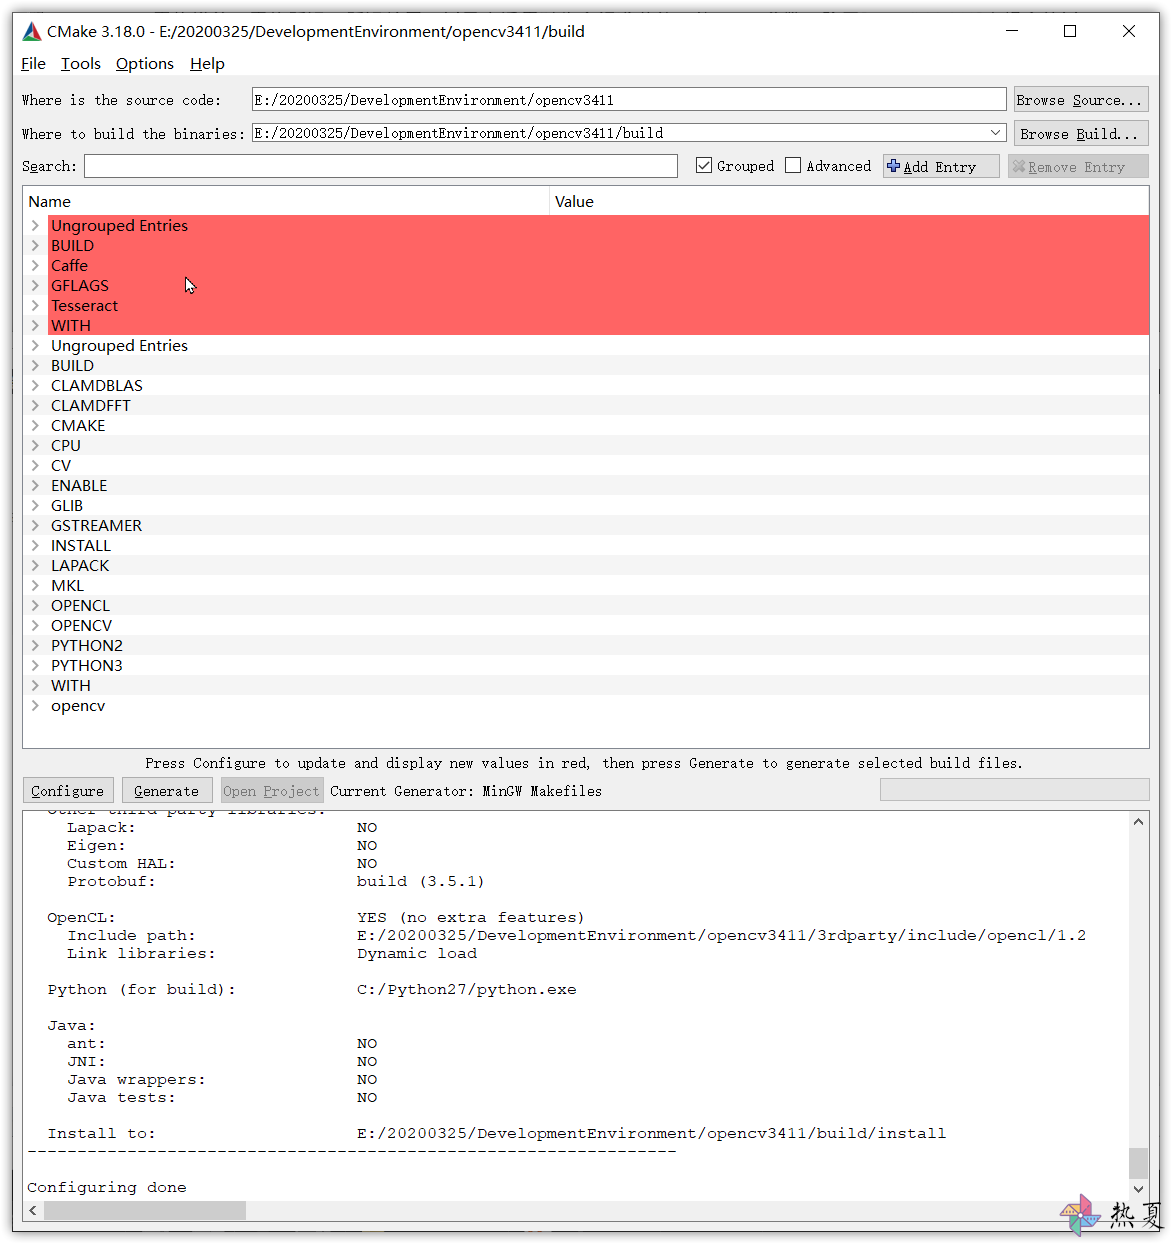 CMake 3.18.0 - E:/20200325/DevelopmentEnvironment/opencv3411/build
File Tools Options Help
Where is the source code: E:/20200325/DevelopmentEnvironment/opencv3411 Browse Source...
Where to build the binaries: E:/20200325/DevelopmentEnvironment/opencv3411/build Browse Build...
Search: Grouped Advanced Add Entry Remove Entry
Name Value
Ungrouped Entries
BUILD
Caffe
GFLAGS
Tesseract
WITH
Ungrouped Entries
BUILD
CLAMDBLAS
CLAMDFFT
CMAKE
CPU
CV
ENABLE
GLIB
GSTREAMER
INSTALL
LAPACK
MKL
OPENCL
OPENCV
PYTHON2
PYTHON3
WITH
opencv
Press Configure to update and display new values in red, then press Generate to generate selected build files.
Configure Generate Open Project Current Generator: MinGW Makefiles
Other third-party libraries:
Lapack: NO
Eigen: NO
Custom HAL: NO
Protobuf: build (3.5.1)
OpenCL: YES (no extra features)
Include path: E:/20200325/DevelopmentEnvironment/opencv3411/3rdparty/include/opencl/1.2
Link libraries: Dynamic load
Python (for build): C:/Python27/python.exe
Java:
ant: NO
JNI: NO
Java wrappers: NO
Java tests: NO
Install to: E:/20200325/DevelopmentEnvironment/opencv3411/build/install
-----------------------------------------------------------------
Configuring done
热夏